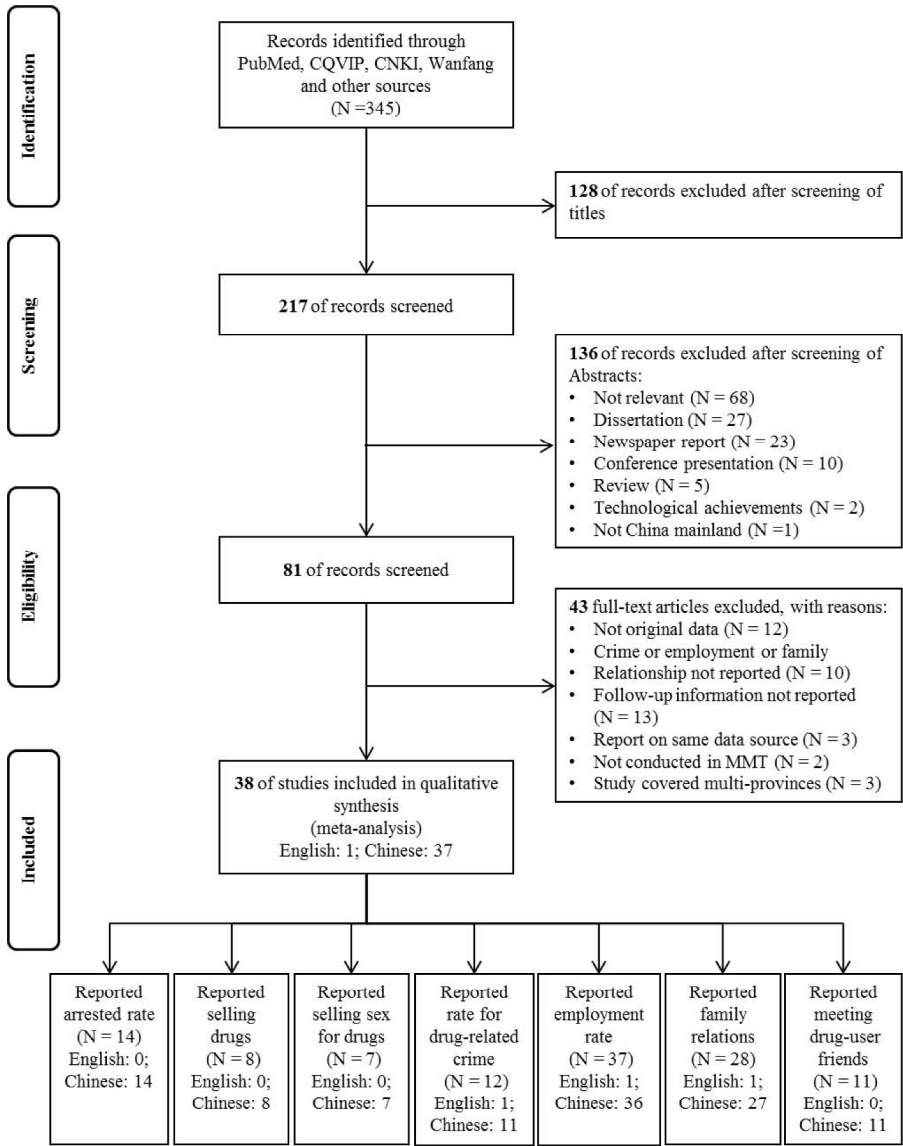 Identification
Records identified through
PubMed, CQVIP, CNKI, Wanfang
and other sources
(N =345)
128 of records excluded after screening of
titles
Screening
217 of records screened
136 of records excluded after screening of
Abstracts:
• Not relevant (N = 68)
• Dissertation (N = 27)
• Newspaper report (N = 23)
• Conference presentation (N = 10)
• Review (N = 5)
• Technological achievements (N = 2)
• Not China mainland (N =1)
Eligibility
81 of records screened
43 full-text articles excluded, with reasons:
• Not original data (N = 12)
• Crime or employment or family
• Relationship not reported (N = 10)
• Follow-up information not reported
(N = 13)
• Report on same data source (N = 3)
• Not conducted in MMT (N = 2)
• Study covered multi-provinces (N = 3)
Included
38 of studies included in qualitative
synthesis
(meta-analysis)
English: 1; Chinese: 37
Reported
arrested rate
(N = 14)
English: 0;
Chinese: 14
Reported
selling
drugs
(N = 8)
English: 0;
Chinese: 8
Reported
selling sex
for drugs
(N = 7)
English: 0;
Chinese: 7
Reported
rate for
drug-related
crime
(N = 12)
English: 1;
Chinese: 11
Reported
employment
rate
(N = 37)
English: 1;
Chinese: 36
Reported
family
relations
(N = 28)
English: 1;
Chinese: 27
Reported
meeting
drug-user
friends
(N = 11)
English: 0;
Chinese: 11